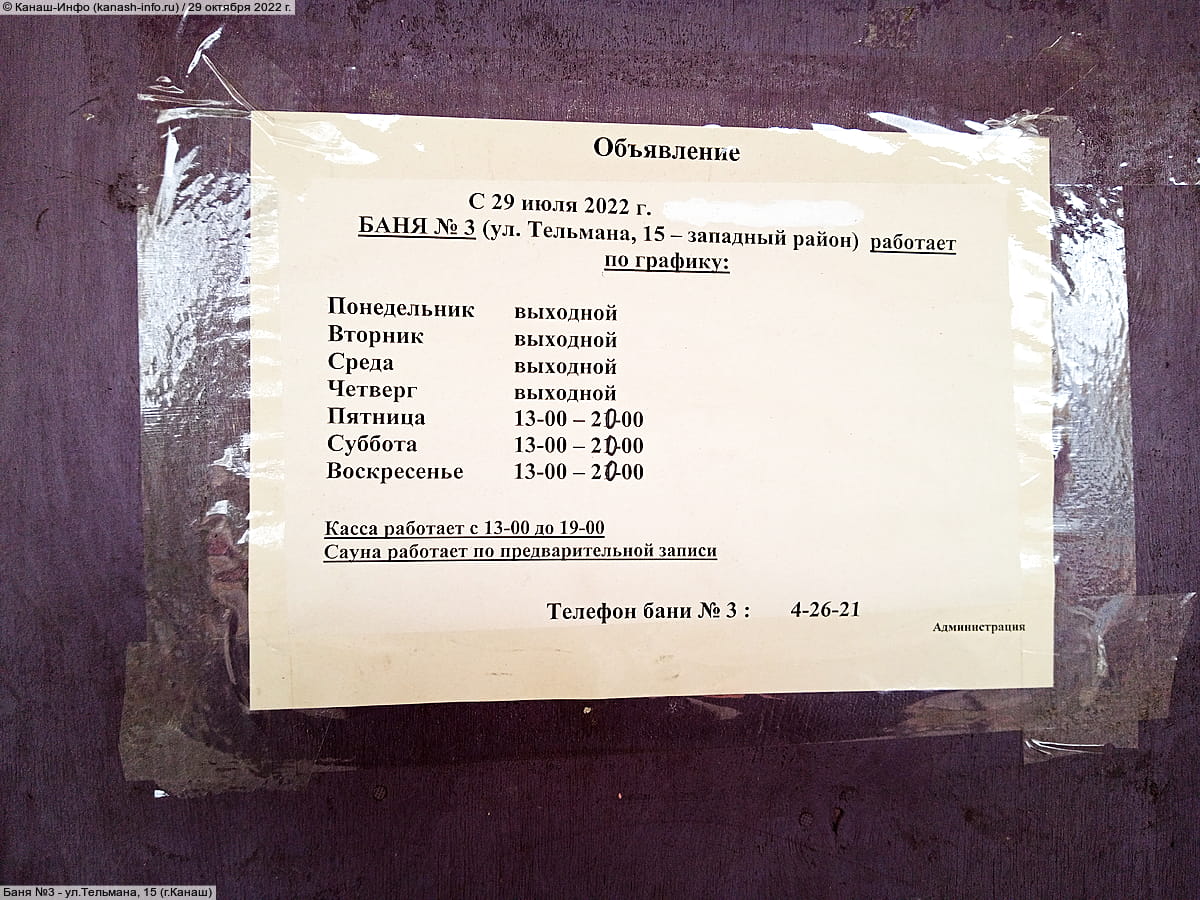 © Канаш-Инфо (kanash-info.ru) / 29 октября 2022 г.
Объявление
С 29 июля 2022 г.
БАНЯ № 3 (ул. Тельмана, 15 – западный район) работает
по графику:
Понедельник выходной
Вторник выходной
Среда выходной
Четверг выходной
Пятница 13-00 – 20-00
Суббота 13-00 – 20-00
Воскресенье 13-00 – 20-00
Касса работает с 13-00 до 19-00
Сауна работает по предварительной записи
Телефон бани № 3 : 4-26-21
Администрация
Баня №3 - ул.Тельмана, 15 (г.Канаш)